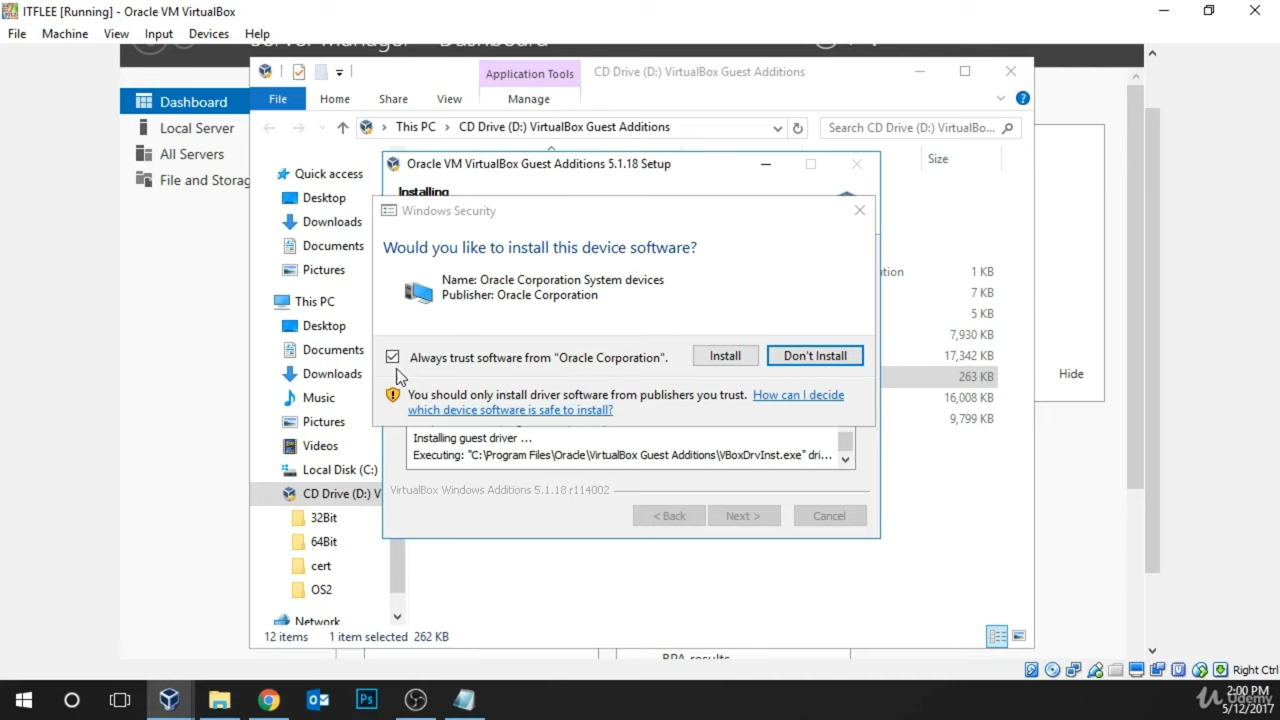 ITFLEE [Running] - Oracle VM VirtualBox
File Machine View Input Devices Help
Server Manager Dashboard
Application Tools CD Drive (D:) VirtualBox Guest Additions
File Home Share View Manage
This PC CD Drive (D:) VirtualBox Guest Additions Search CD Drive (D:) VirtualBo...
Dashboard
Local Server
All Servers
File and Storag
Quick access
Desktop
Downloads
Documents
Pictures
This PC
Desktop
Documents
Downloads
Music
Pictures
Videos
Local Disk (C:)
CD Drive (D:) V
32Bit
64Bit
cert
OS2
Network
Size
1 KB
7 KB
5 KB
7,930 KB
17,342 KB
263 KB
16,008 KB
9,799 KB
Hide
Oracle VM VirtualBox Guest Additions 5.1.18 Setup
Installing
Windows Security
Would you like to install this device software?
Name: Oracle Corporation System devices
Publisher: Oracle Corporation
Always trust software from "Oracle Corporation". Install Don't Install
You should only install driver software from publishers you trust. How can I decide
which device software is safe to install?
Installing guest driver ...
Executing: "C:\Program Files\Oracle\VirtualBox Guest Additions\VBoxDrvInst.exe" dri...
VirtualBox Windows Additions 5.1.18 r114002
< Back Next > Cancel
12 items 1 item selected 262 KB
BPA results
Right Ctrl
2:00 PM
5/12/2017
Udemy